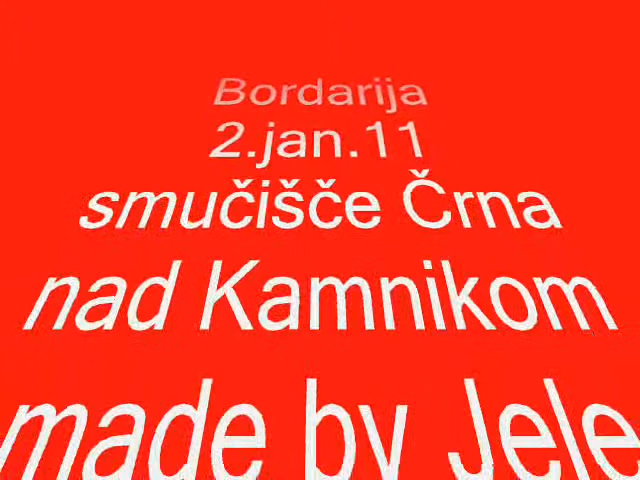 Bordarija
2.jan.11
smučišče Črna
nad Kamnikom
made by Jele